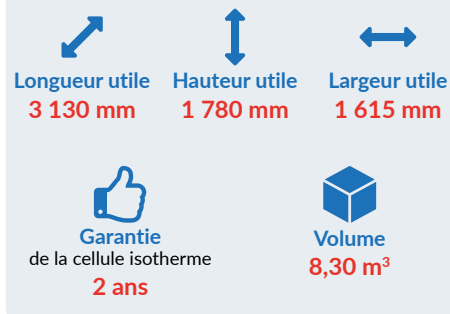 Longueur utile
3 130 mm
Hauteur utile
1 780 mm
Largeur utile
1 615 mm
Garantie
de la cellule isotherme
2 ans
Volume
8,30 m³